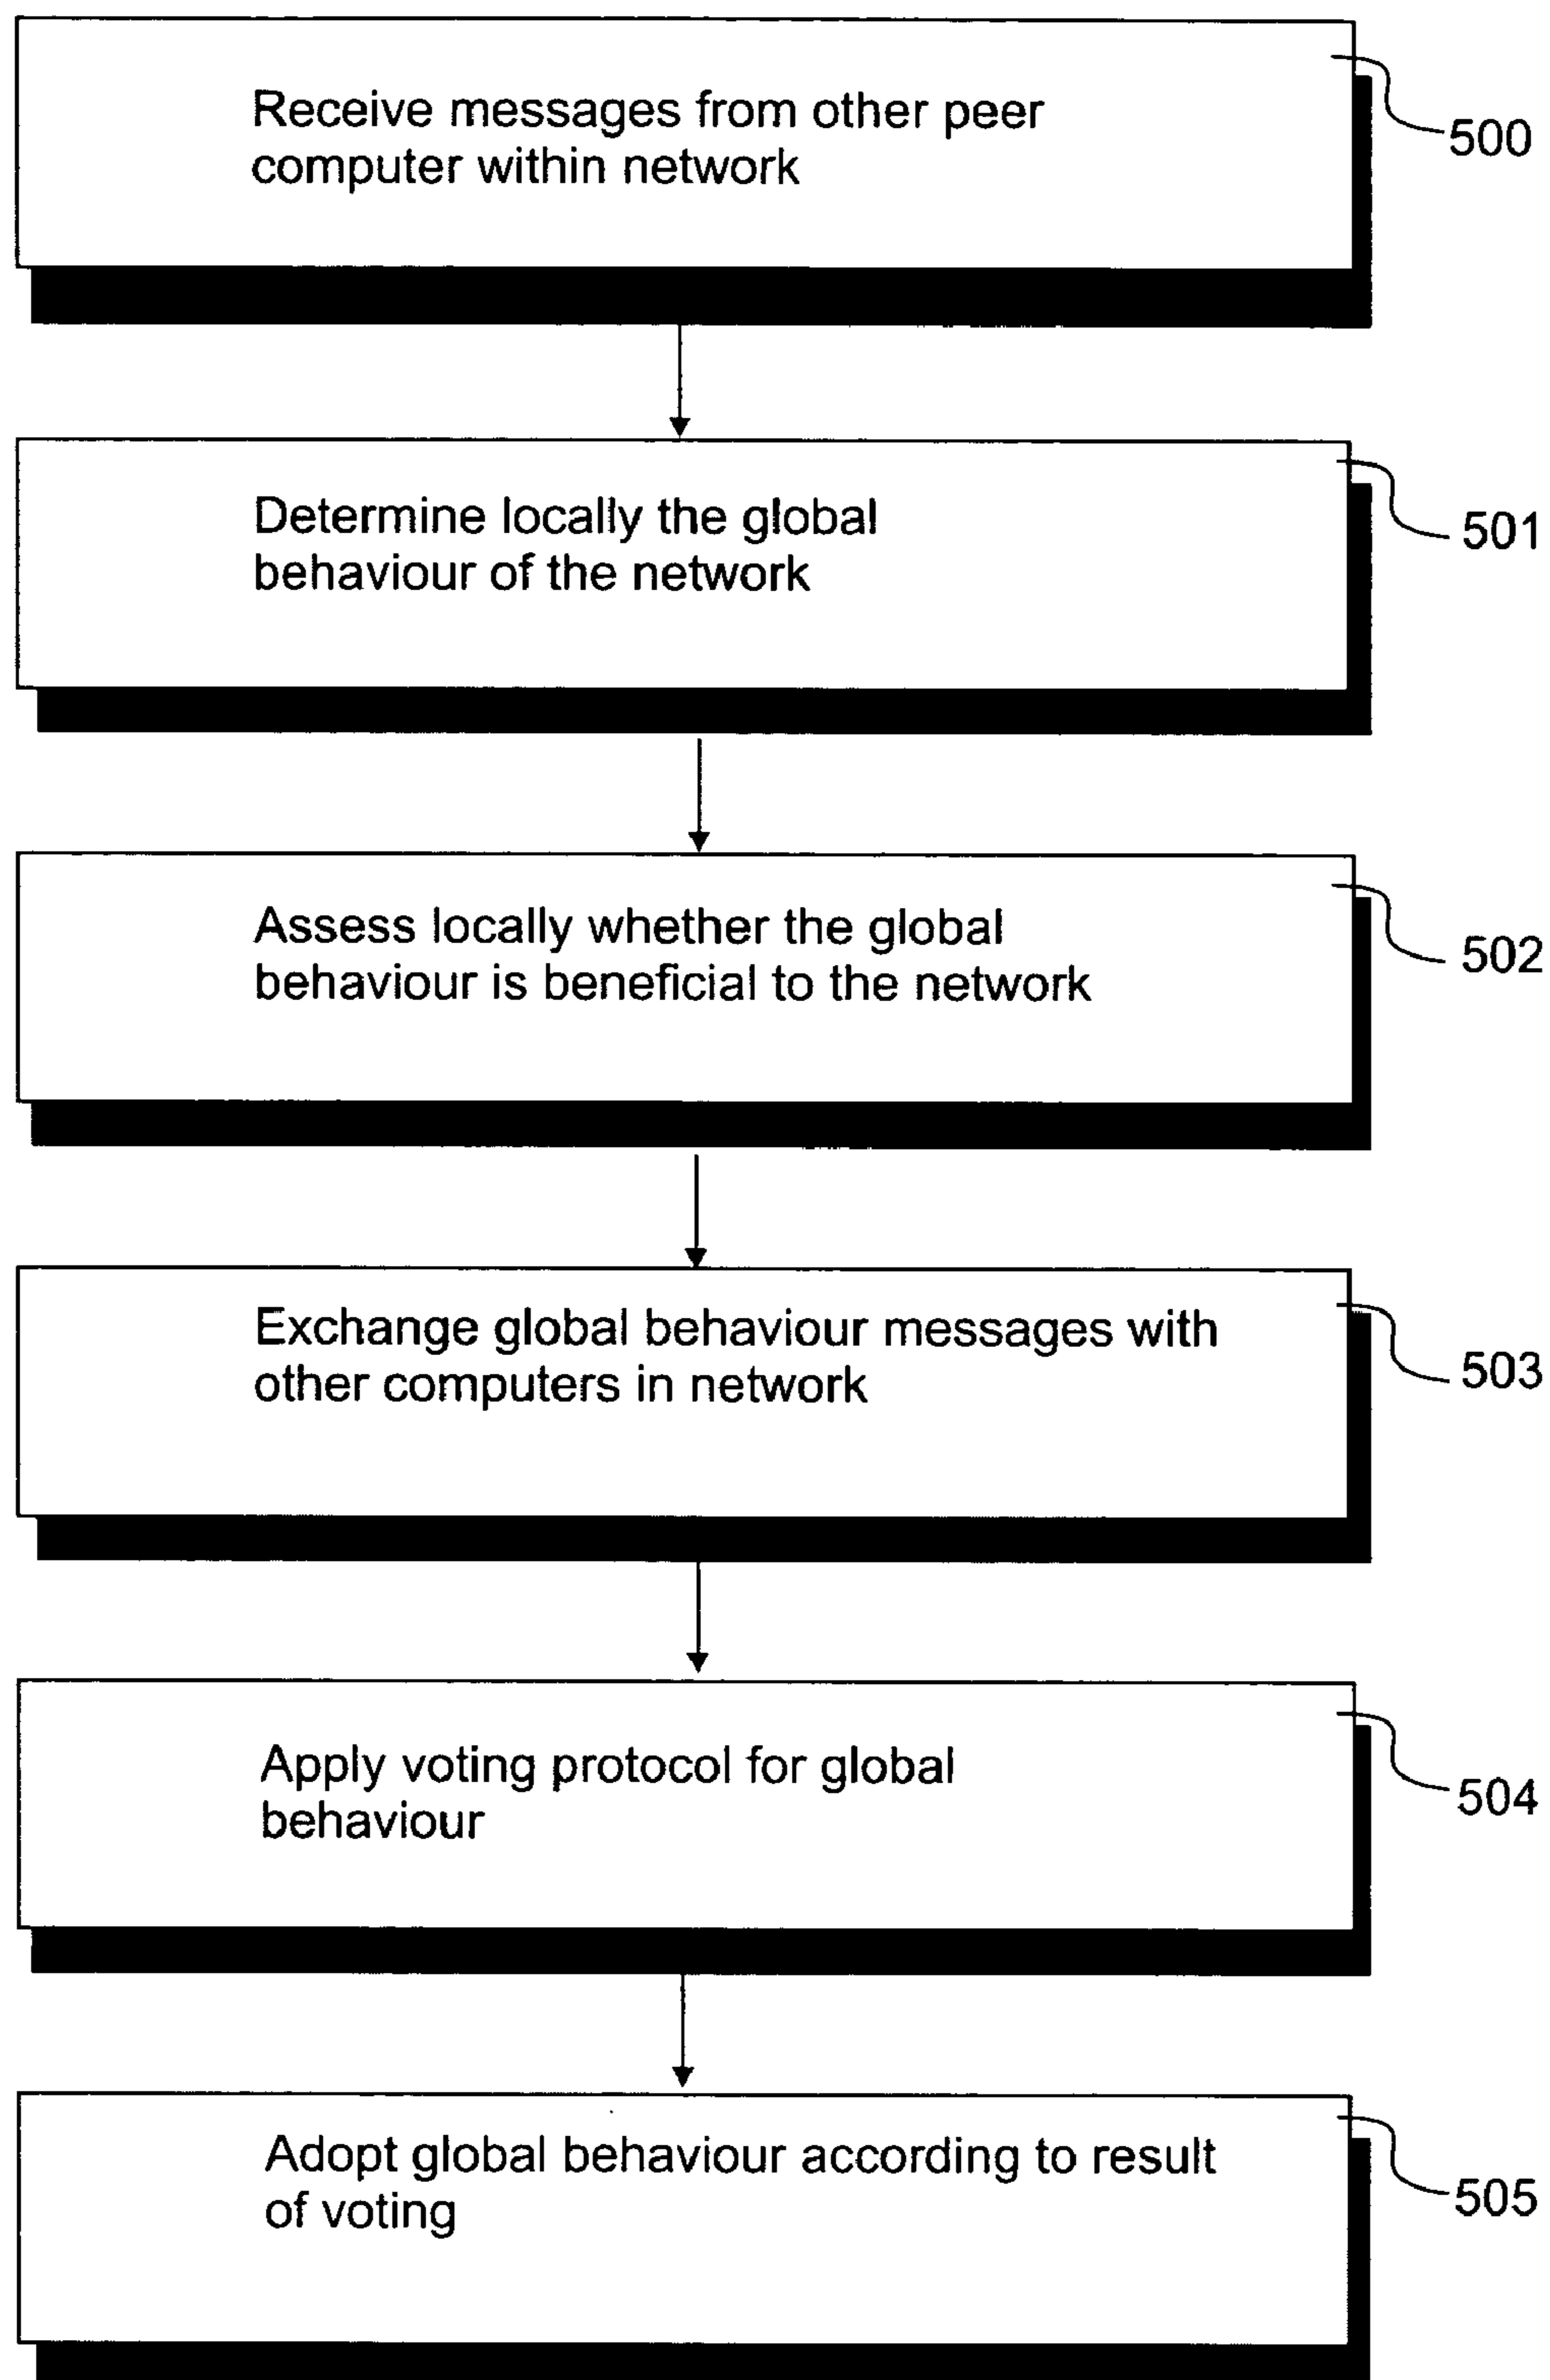 Receive messages from other peer
computer within network
500
Determine locally the global
behaviour of the network
501
Assess locally whether the global
behaviour is beneficial to the network
502
Exchange global behaviour messages with
other computers in network
503
Apply voting protocol for global
behaviour
504
Adopt global behaviour according to result
of voting
505